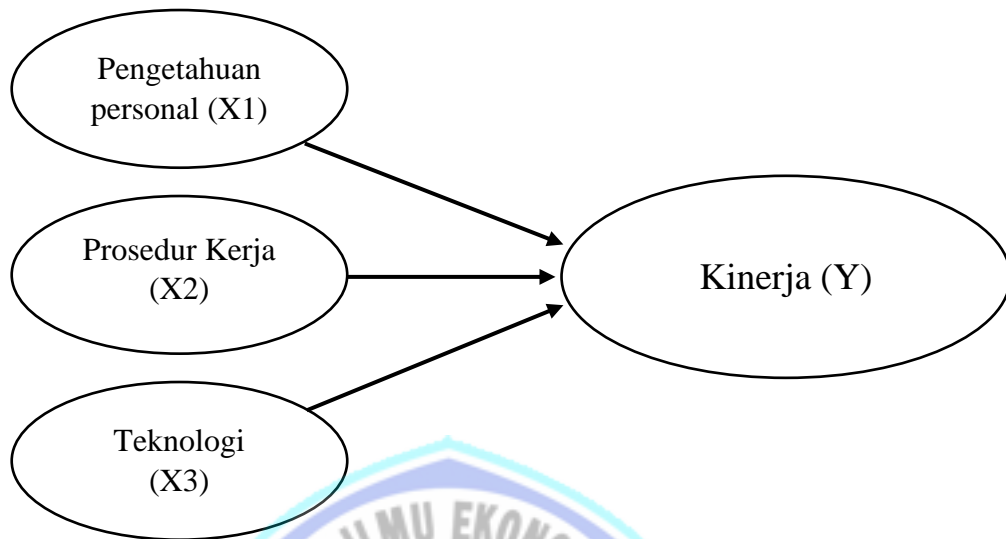 Pengetahuan
personal (X1)
Prosedur Kerja
(X2)
Kinerja (Y)
Teknologi
(X3)
ILMU EKONO